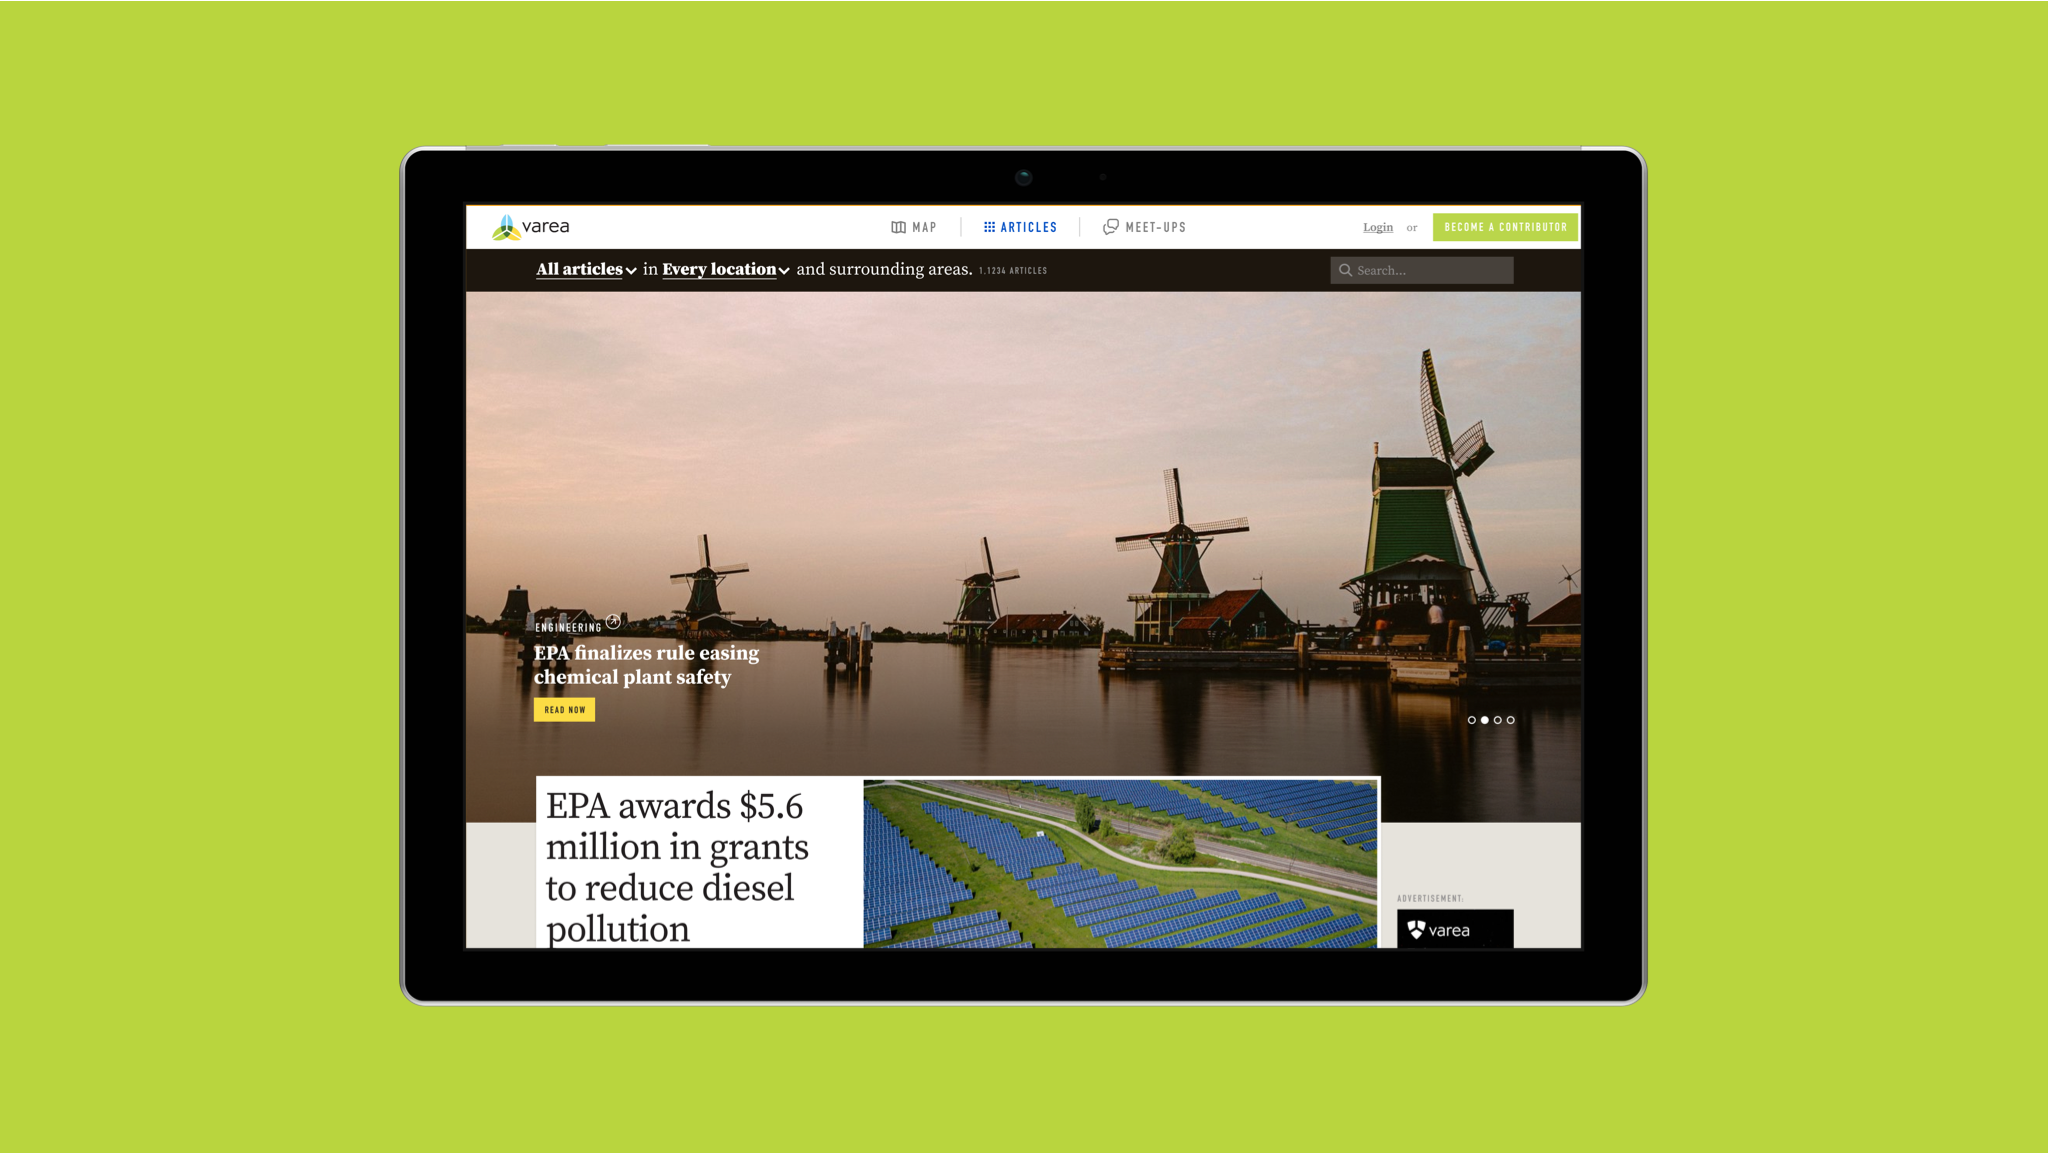 varea
MAP
ARTICLES
MEET-UPS
Login or
BECOME A CONTRIBUTOR
All articles in Every location and surrounding areas. 1,1234 ARTICLES
Search...
ENGINEERING
EPA finalizes rule easing
chemical plant safety
READ NOW
EPA awards $5.6
million in grants
to reduce diesel
pollution
ADVERTISEMENT:
varea